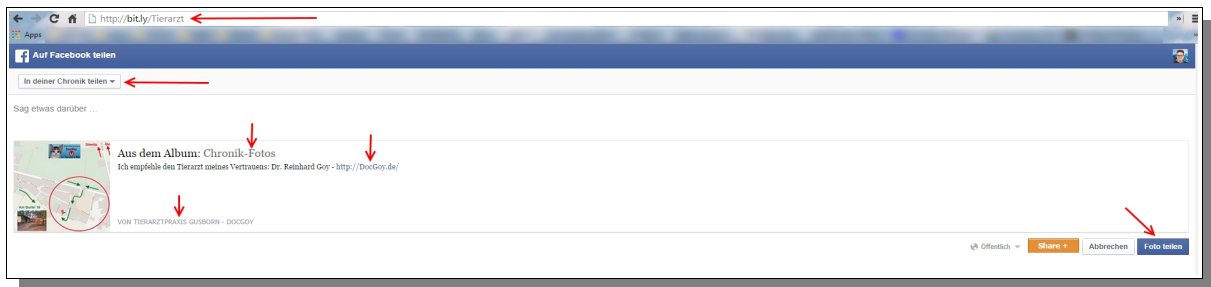 http://bit.ly/Tierarzt
»
Apps
Auf Facebook teilen
In deiner Chronik teilen
Sag etwas darüber ...
Aus dem Album: Chronik-Fotos
Ich empfehle den Tierarzt meines Vertrauens: Dr. Reinhard Goy - http://DocGoy.de/
VON TIERARZTPRAXIS GUSBORN - DOCGOY
Öffentlich
Share +
Abbrechen
Foto teilen